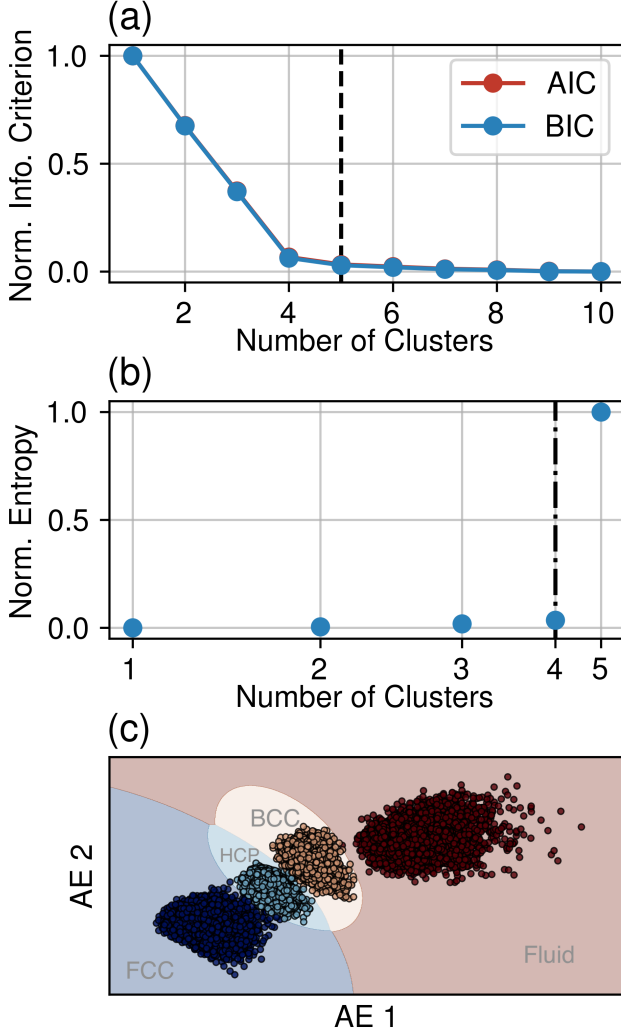 (a)
Norm. Info. Criterion
1.0
0.5
0.0
AIC
BIC
2 4 6 8 10
Number of Clusters
(b)
Norm. Entropy
1.0
0.5
0.0
1 2 3 4 5
Number of Clusters
(c)
AE 2
BCC
HCP
FCC
Fluid
AE 1